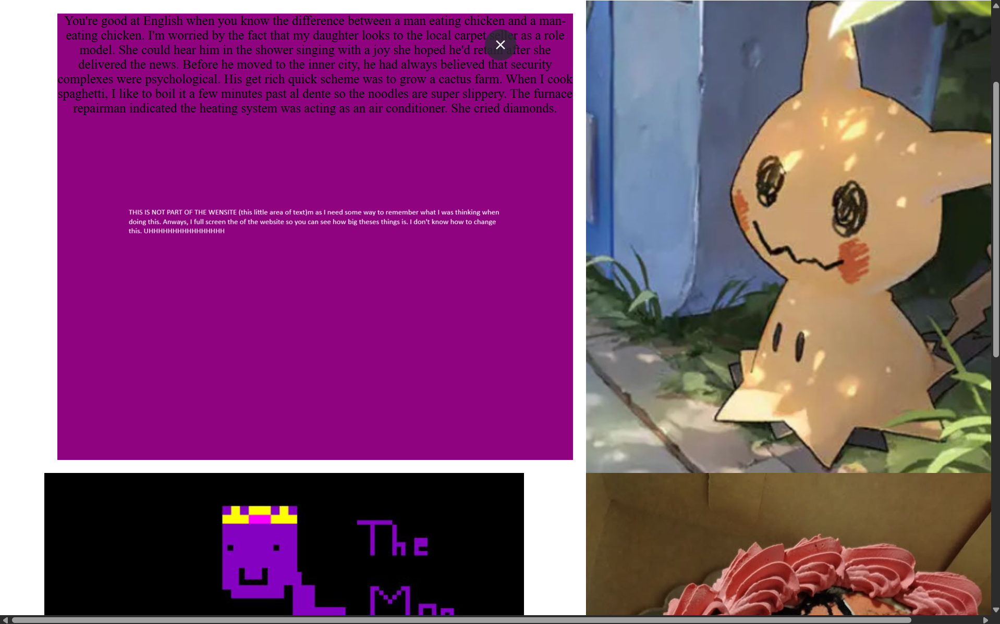 You're good at English when you know the difference between a man eating chicken and a man-
eating chicken. I'm worried by the fact that my daughter looks to the local carpet seller as a role
model. She could hear him in the shower singing with a joy she hoped he'd retain after she
delivered the news. Before he moved to the inner city, he had always believed that security
complexes were psychological. His get rich quick scheme was to grow a cactus farm. When I cook
spaghetti, I like to boil it a few minutes past al dente so the noodles are super slippery. The furnace
repairman indicated the heating system was acting as an air conditioner. She cried diamonds.
THIS IS NOT PART OF THE WENSITE (this little area of text)m as I need some way to remember what I was thinking when
doing this. Anways, I full screen the of the website so you can see how big theses things is. I don't know how to change
this. UHHHHHHHHHHHHHHHH
The